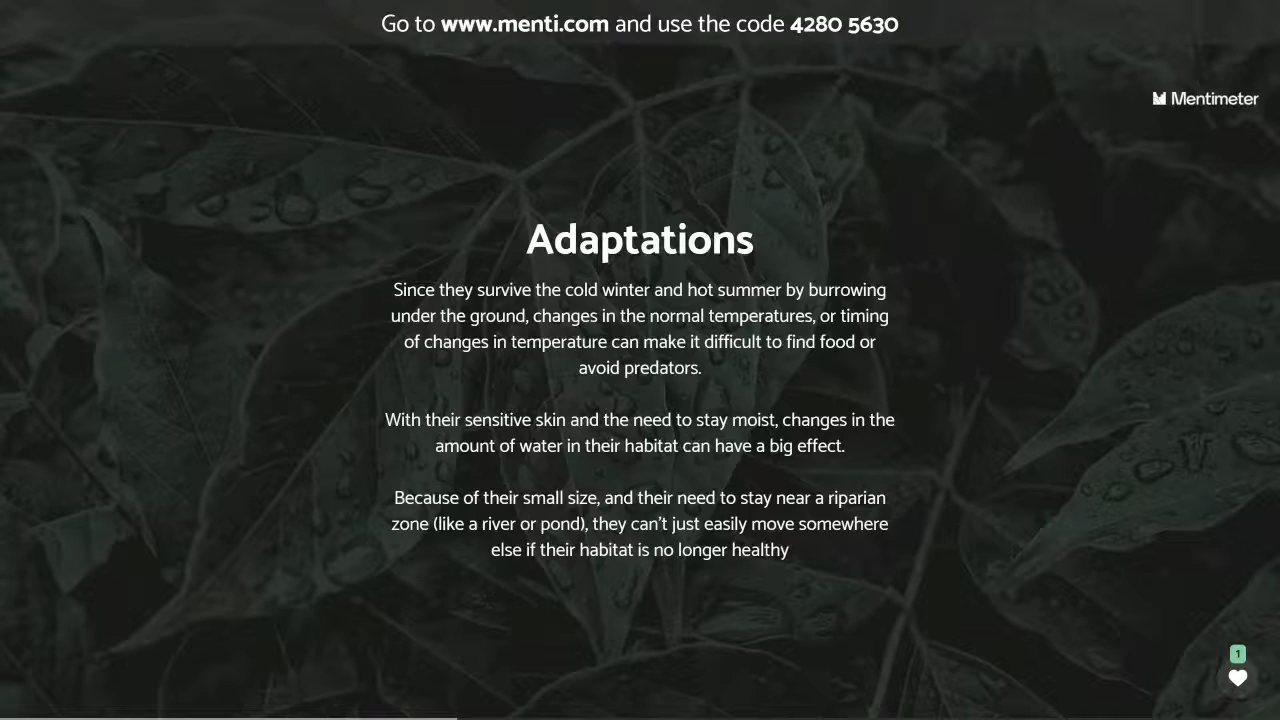 Go to www.menti.com and use the code 4280 5630
Mentimeter
Adaptations
Since they survive the cold winter and hot summer by burrowing
under the ground, changes in the normal temperatures, or timing
of changes in temperature can make it difficult to find food or
avoid predators.
With their sensitive skin and the need to stay moist, changes in the
amount of water in their habitat can have a big effect.
Because of their small size, and their need to stay near a riparian
zone (like a river or pond), they can't just easily move somewhere
else if their habitat is no longer healthy
1